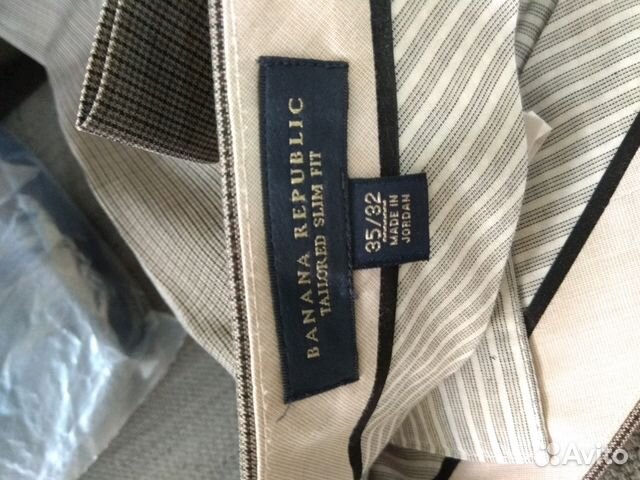 BANANA REPUBLIC
TAILORED SLIM FIT
35/32
MADE IN
JORDAN
Avito